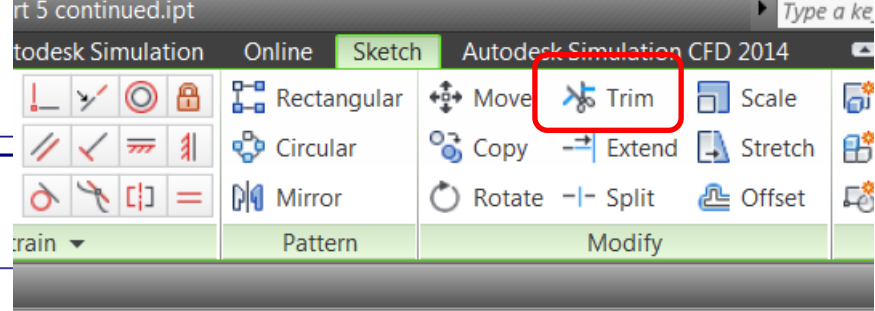 rt 5 continued.ipt Type a key
todesk Simulation Online Sketch Autodesk Simulation CFD 2014
Rectangular Move Trim Scale
Circular Copy Extend Stretch
Mirror Rotate Split Offset
train Pattern Modify